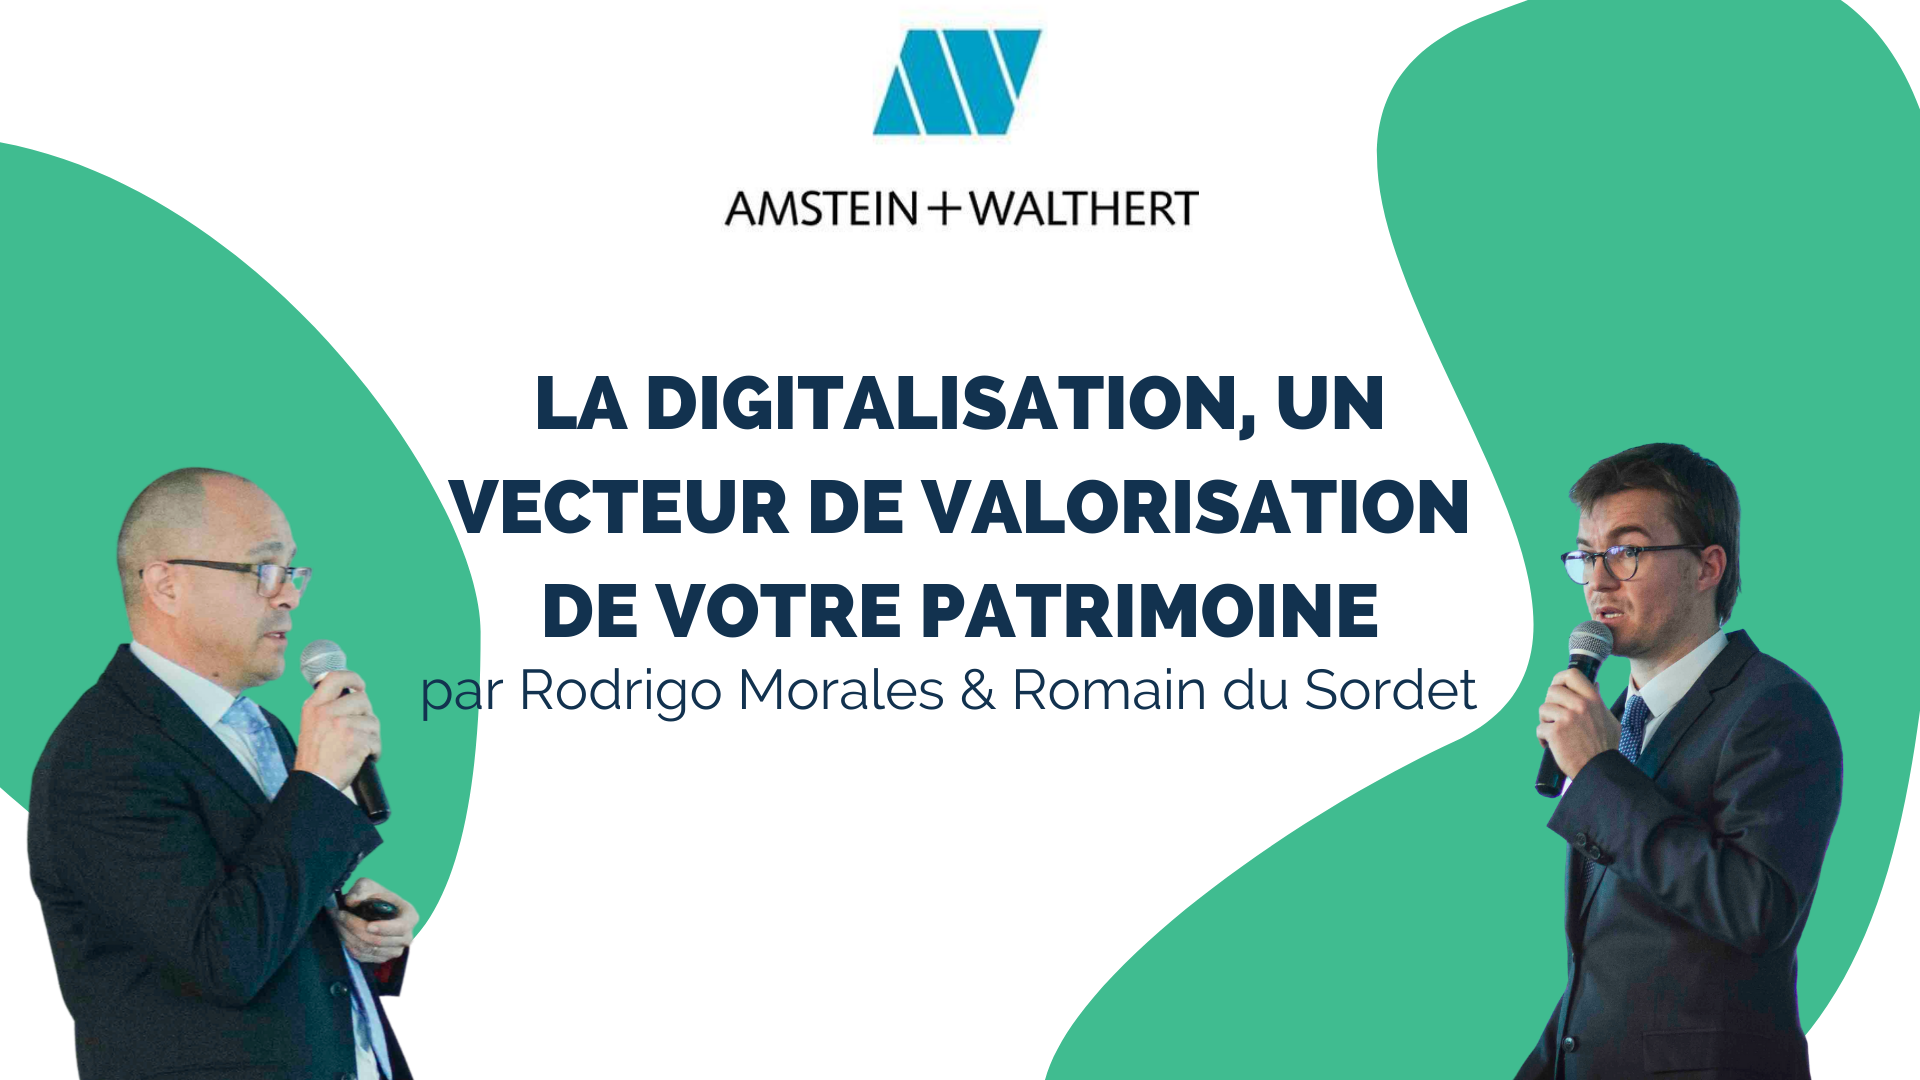 AMSTEIN+WALTHERT
LA DIGITALISATION, UN
VECTEUR DE VALORISATION
DE VOTRE PATRIMOINE
par Rodrigo Morales & Romain du Sordet